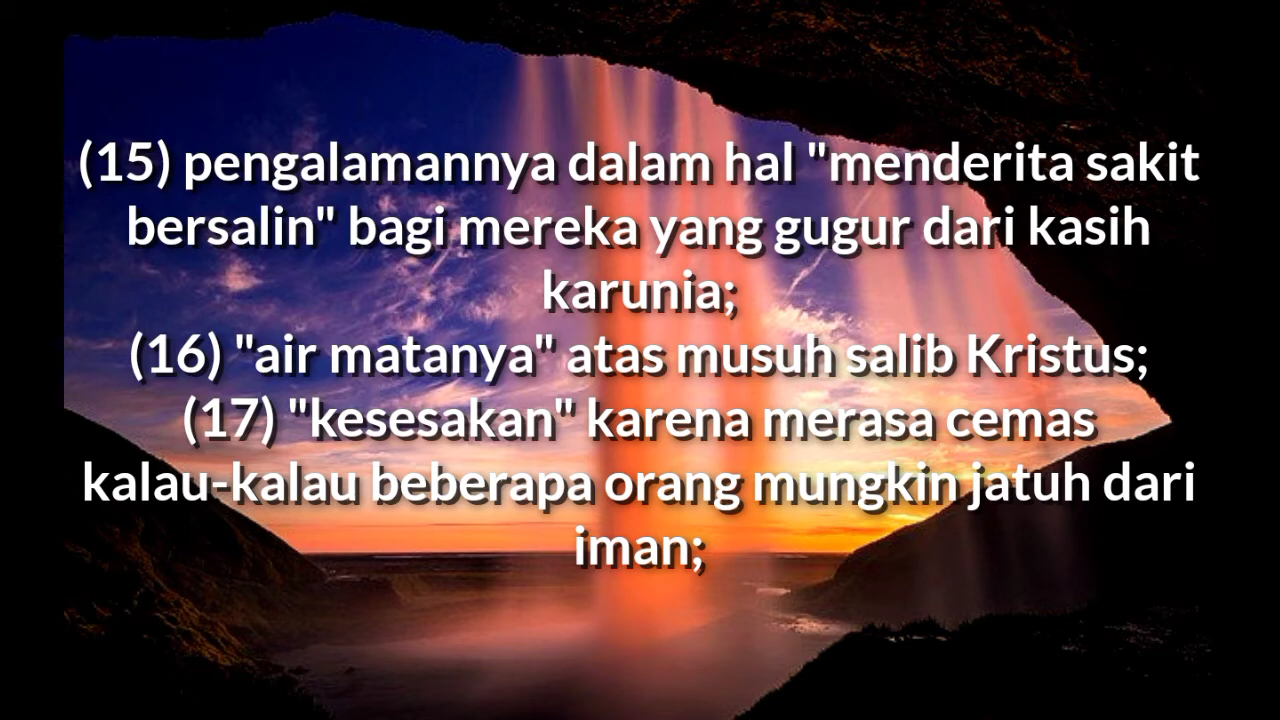 (15) pengalamannya dalam hal "menderita sakit
bersalin" bagi mereka yang gugur dari kasih
karunia;
(16) "air matanya" atas musuh salib Kristus;
(17) "kesesakan" karena merasa cemas
kalau-kalau beberapa orang mungkin jatuh dari
iman;